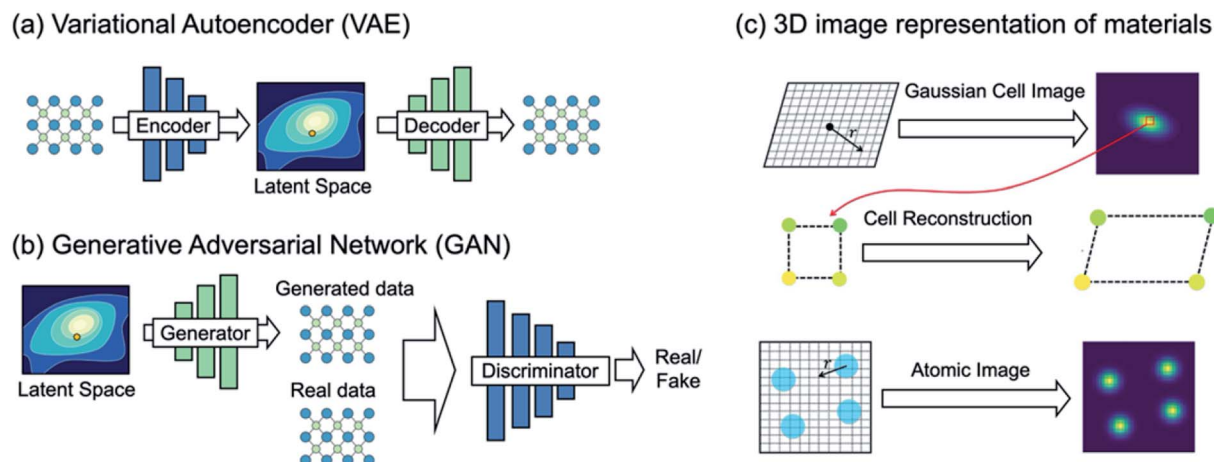 (a) Variational Autoencoder (VAE)
Encoder
Latent Space
Decoder
(b) Generative Adversarial Network (GAN)
Latent Space
Generator
Generated data
Real data
Discriminator
Real/
Fake
(c) 3D image representation of materials
r
Gaussian Cell Image
Cell Reconstruction
r
Atomic Image